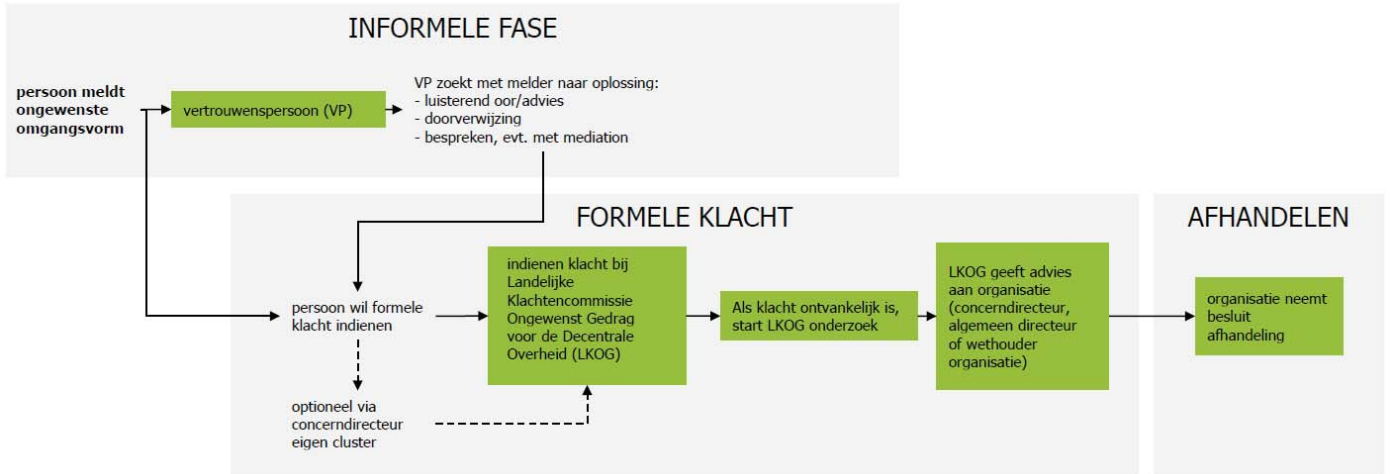 INFORMELE FASE
persoon meldt
ongewenste
omgangsvorm
vertrouwenspersoon (VP)
VP zoekt met melder naar oplossing:
- luisterend oor/advies
- doorverwijzing
- bespreken, evt. met mediation
FORMELE KLACHT
persoon wil formele
klacht indienen
optioneel via
concerndirecteur
eigen cluster
indienen klacht bij
Landelijke
Klachtencommissie
Ongewenst Gedrag
voor de Decentrale
Overheid (LKOG)
Als klacht ontvankelijk is,
start LKOG onderzoek
LKOG geeft advies
aan organisatie
(concerndirecteur,
algemeen directeur
of wethouder
organisatie)
AFHANDELEN
organisatie neemt
besluit
afhandeling